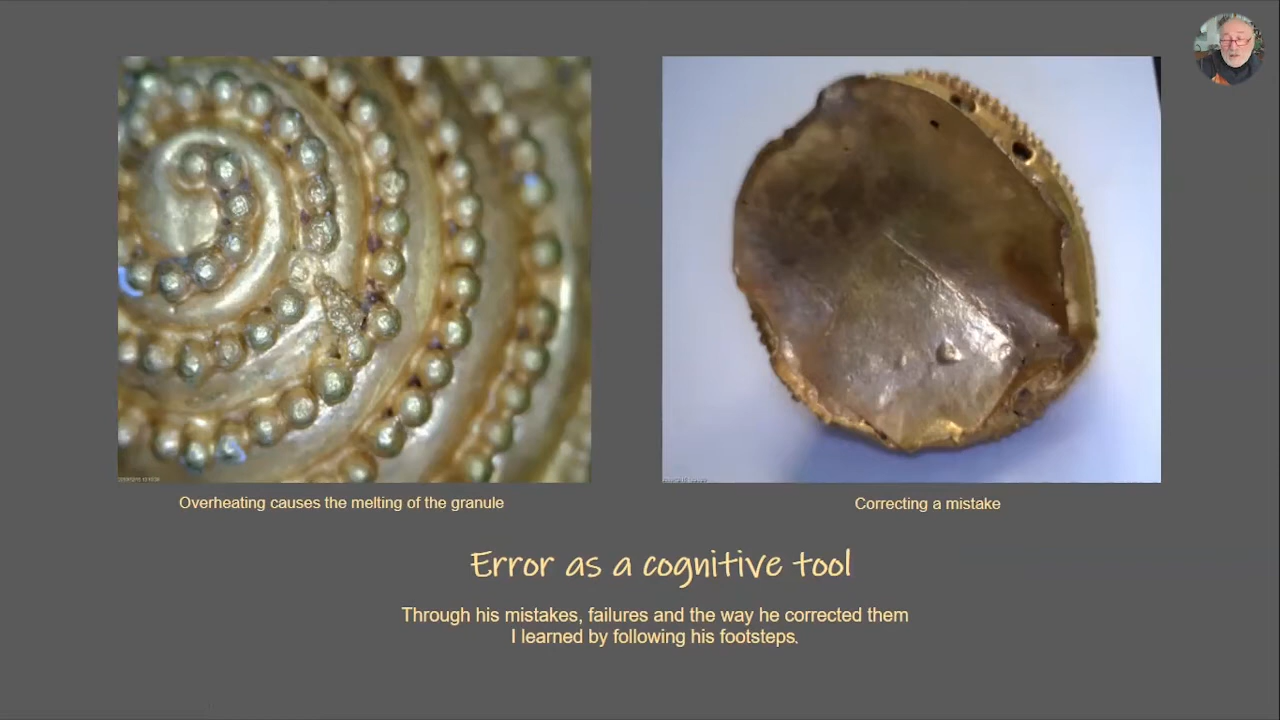 Overheating causes the melting of the granule
Correcting a mistake
Error as a cognitive tool
Through his mistakes, failures and the way he corrected them
I learned by following his footsteps.